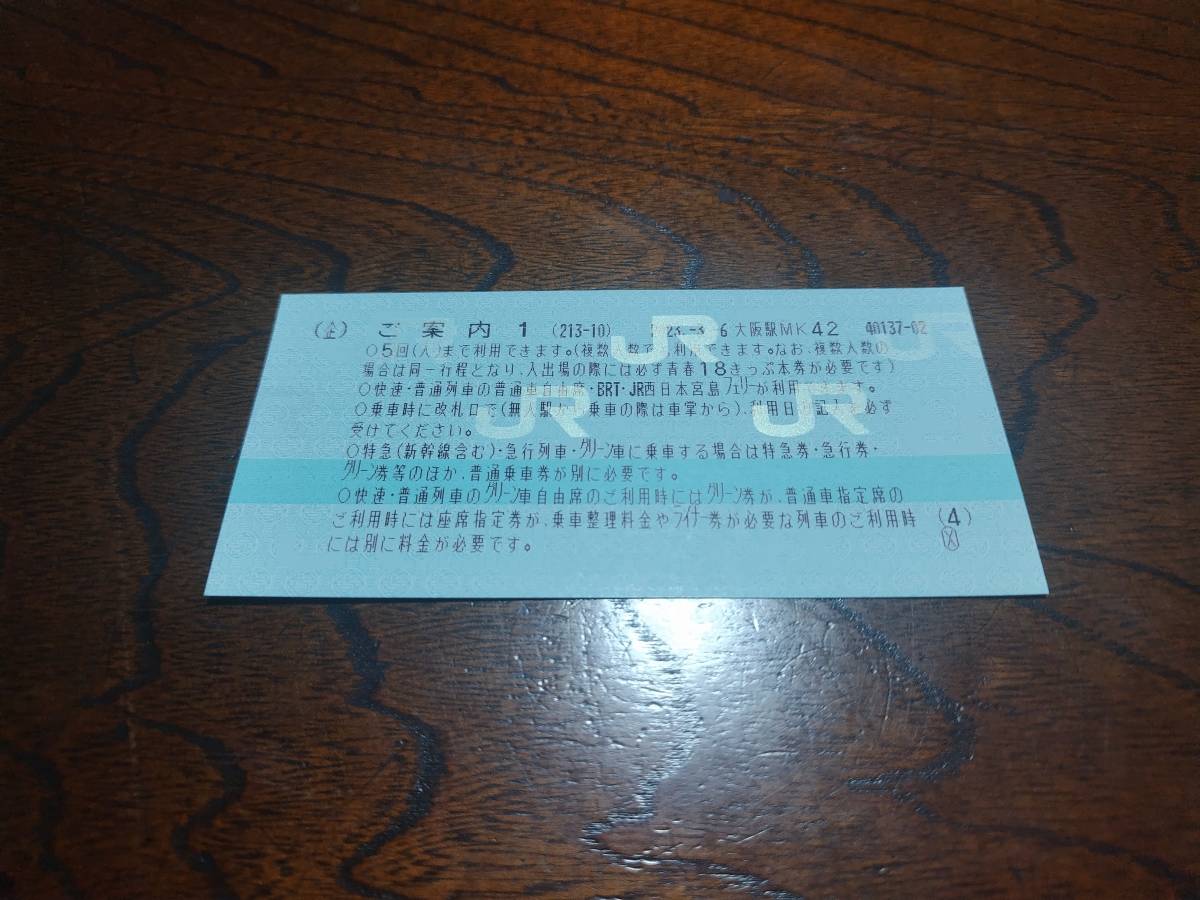 (企) ご案内 1 (213-10) 23.-3.-6 大阪駅MK42 40137-02
○5回(人)まで利用できます。(複数人数で利用できます。なお、複数人数の
場合は同一行程となり、入出場の際には必ず青春18きっぷ本券が必要です)
○快速・普通列車の普通車自由席・BRT・JR西日本宮島フェリーが利用できます。
○乗車時に改札口で(無人駅から乗車の際は車掌から)、利用日の記入を必ず
受けてください。
○特急(新幹線含む)・急行列車・グリーン車に乗車する場合は特急券・急行券・
グリーン券等のほか、普通乗車券が別に必要です。
○快速・普通列車のグリーン車自由席のご利用時にはグリーン券が、普通車指定席の
ご利用時には座席指定券が、乗車整理料金やライナー券が必要な列車のご利用時
には別に料金が必要です。
(4)
JR JR
JR JR